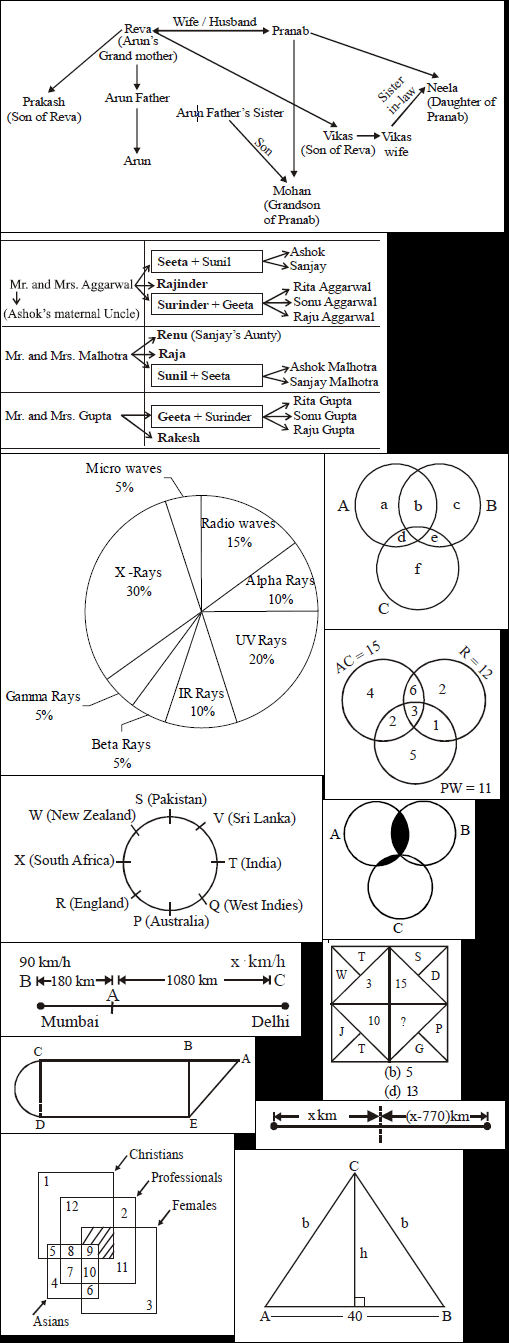 Reva
(Arun's
Grand mother)
Wife / Husband
Pranab
Prakash
(Son of Reva)
Arun Father
Arun Father's Sister
Arun
Son
Vikas
(Son of Reva)
Vikas
wife
Sister
in-law
Neela
(Daughter of
Pranab)
Mohan
(Grandson
of Pranab)
Mr. and Mrs. Aggarwal
(Ashok's maternal Uncle)
Seeta + Sunil
Ashok
Sanjay
Rajinder
Surinder + Geeta
Rita Aggarwal
Sonu Aggarwal
Raju Aggarwal
Mr. and Mrs. Malhotra
Renu (Sanjay's Aunty)
Raja
Sunil + Seeta
Ashok Malhotra
Sanjay Malhotra
Mr. and Mrs. Gupta
Geeta + Surinder
Rita Gupta
Sonu Gupta
Raju Gupta
Rakesh
Micro waves
5%
Radio waves
15%
X -Rays
30%
Alpha Rays
10%
UV Rays
20%
IR Rays
10%
Gamma Rays
5%
Beta Rays
5%
A a b c B
d e
f
C
AC = 15
R = 12
4 6 2
3
2 1
5
PW = 11
S (Pakistan)
W (New Zealand)
V (Sri Lanka)
X (South Africa)
T (India)
R (England)
Q (West Indies)
P (Australia)
A B
C
90 km/h
x km/h
B 180 km 1080 km C
A
Mumbai Delhi
T S
W 3 15 D
J 10 ? P
T G
(b) 5
(d) 13
C B A
D E
x km (x-770)km
Christians
Professionals
Females
1
12
2
5 8 9
7 10 11
4
6
3
Asians
C
b b
h
A 40 B